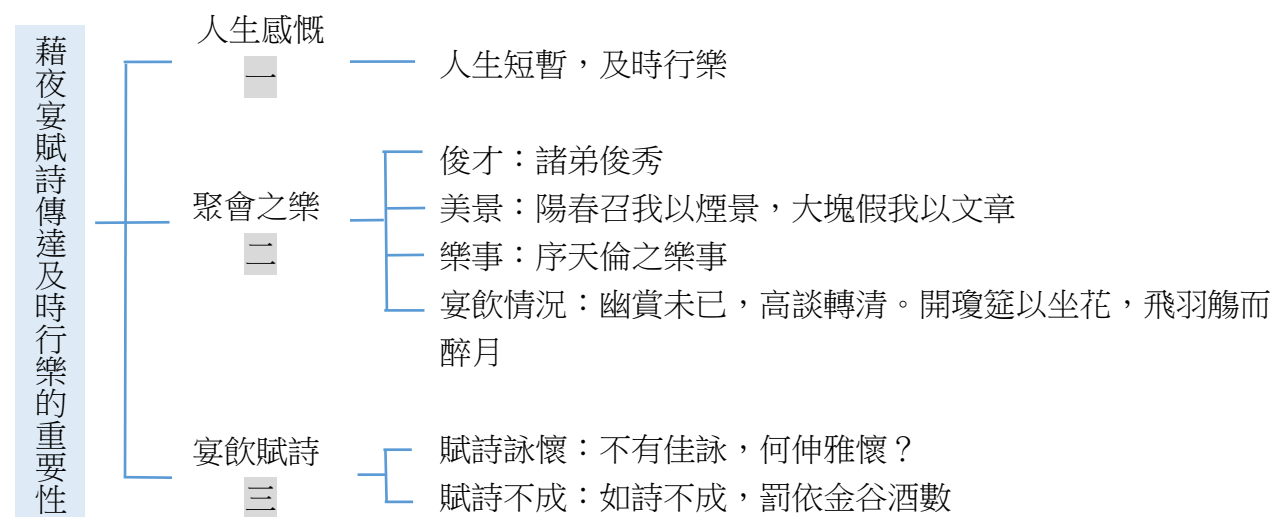 藉夜宴賦詩傳達及時行樂的重要性
人生感慨
一
人生短暫，及時行樂
聚會之樂
二
俊才：諸弟俊秀
美景：陽春召我以煙景，大塊假我以文章
樂事：序天倫之樂事
宴飲情況：幽賞未已，高談轉清。開瓊筵以坐花，飛羽觴而
醉月
宴飲賦詩
三
賦詩詠懷：不有佳詠，何伸雅懷？
賦詩不成：如詩不成，罰依金谷酒數